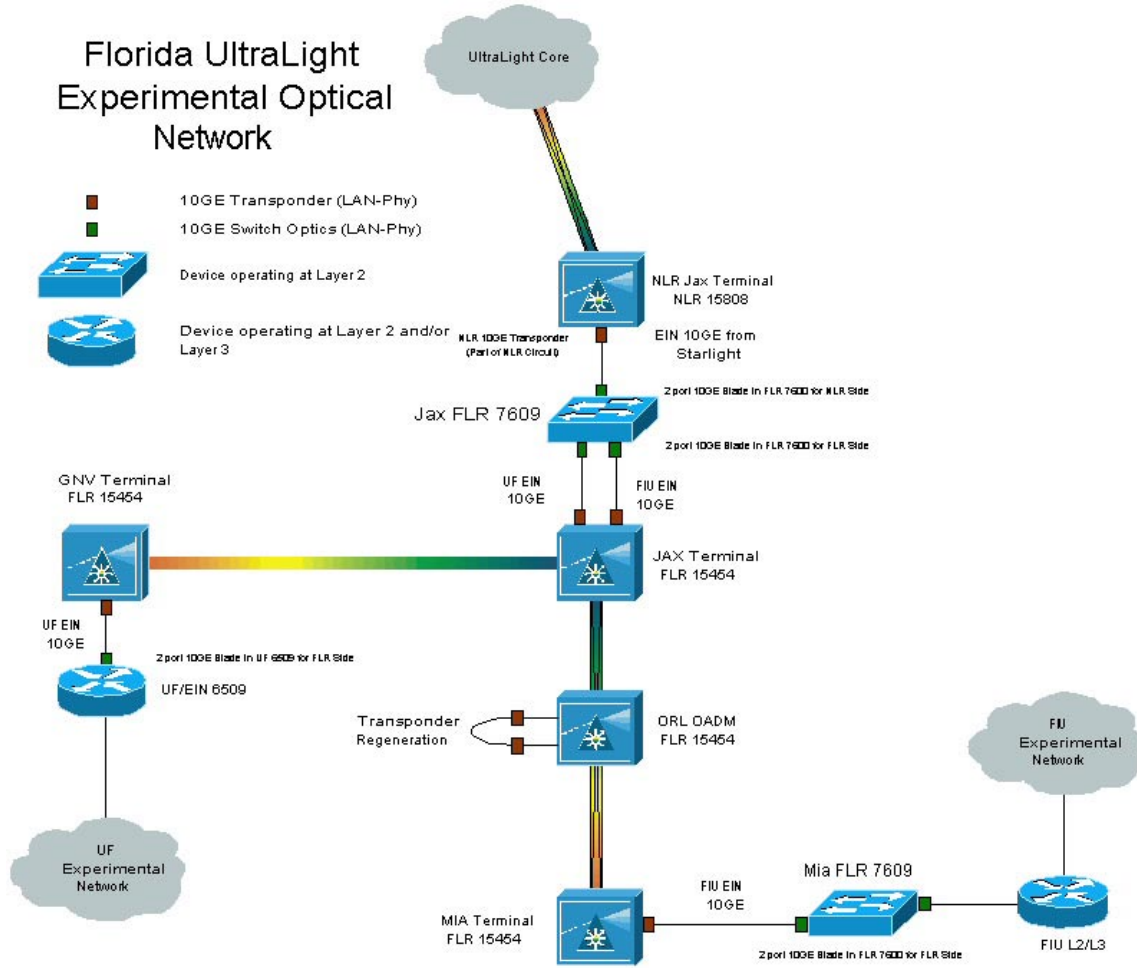 Florida UltraLight
Experimental Optical
Network
UltraLight Core
10GE Transponder (LAN-Phy)
10GE Switch Optics (LAN-Phy)
Device operating at Layer 2
Device operating at Layer 2 and/or
Layer 3
NLR Jax Terminal
NLR 15808
NLR 10GE Transponder
(Part of NLR Circuit)
EIN 10GE from
Starlight
2 port 10GE Blade in FLR 7600 for NLR Side
Jax FLR 7609
2 port 10GE Blade in FLR 7600 for FLR Side
GNV Terminal
FLR 15454
UF EIN
10GE
FIU EIN
10GE
JAX Terminal
FLR 15454
UF EIN
10GE
2 port 10GE Blade in UF 6509 for FLR Side
UF/EIN 6509
Transponder
Regeneration
ORL OADM
FLR 15454
FIU
Experimental
Network
UF
Experimental
Network
Mia FLR 7609
FIU EIN
10GE
MIA Terminal
FLR 15454
2 port 10GE Blade in FLR 7600 for FLR Side
FIU L2/L3